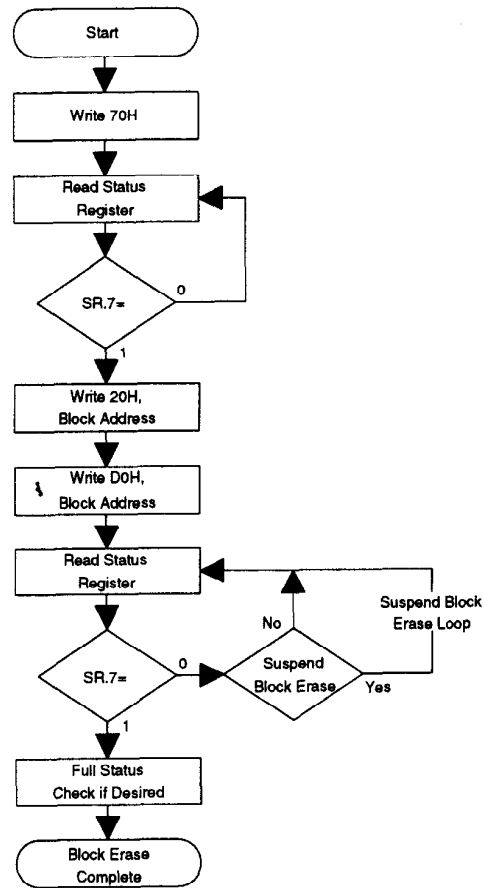 Start
Write 70H
Read Status
Register
SR.7=
0
1
Write 20H,
Block Address
Write D0H,
Block Address
Read Status
Register
Suspend Block
Erase Loop
No
SR.7=
0
Suspend
Block Erase
Yes
1
Full Status
Check if Desired
Block Erase
Complete